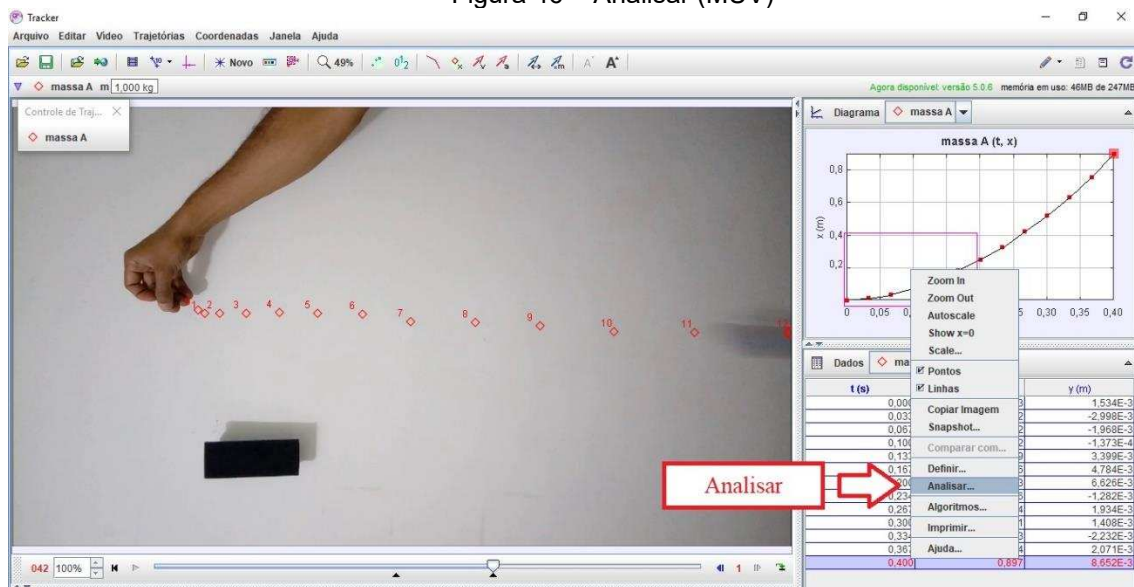 Tracker
Arquivo Editar Video Trajetórias Coordenadas Janela Ajuda
Novo 49%
massa A m 1,000 kg
Agora disponível: versão 5.0.6 memória em uso: 46MB de 247MB
Controle de Traj...
massa A
1 2 3 4 5 6 7 8 9 10 11
Diagrama massa A
massa A (t, x)
x (m)
0,8
0,6
0,4
0,2
0 0,05 0,30 0,35 0,40
Zoom In
Zoom Out
Autoscale
Show x=0
Scale...
Pontos
Linhas
Copiar Imagem
Snapshot...
Comparar com...
Definir...
Analisar...
Algoritmos...
Imprimir...
Ajuda...
Analisar
Dados
t (s) y (m)
1,534E-3
-2,998E-3
-1,968E-3
-1,373E-4
3,399E-3
4,784E-3
6,626E-3
-1,282E-3
1,934E-3
1,408E-3
-2,232E-3
2,071E-3
0,400 0,897 8,652E-3
042 100% 1